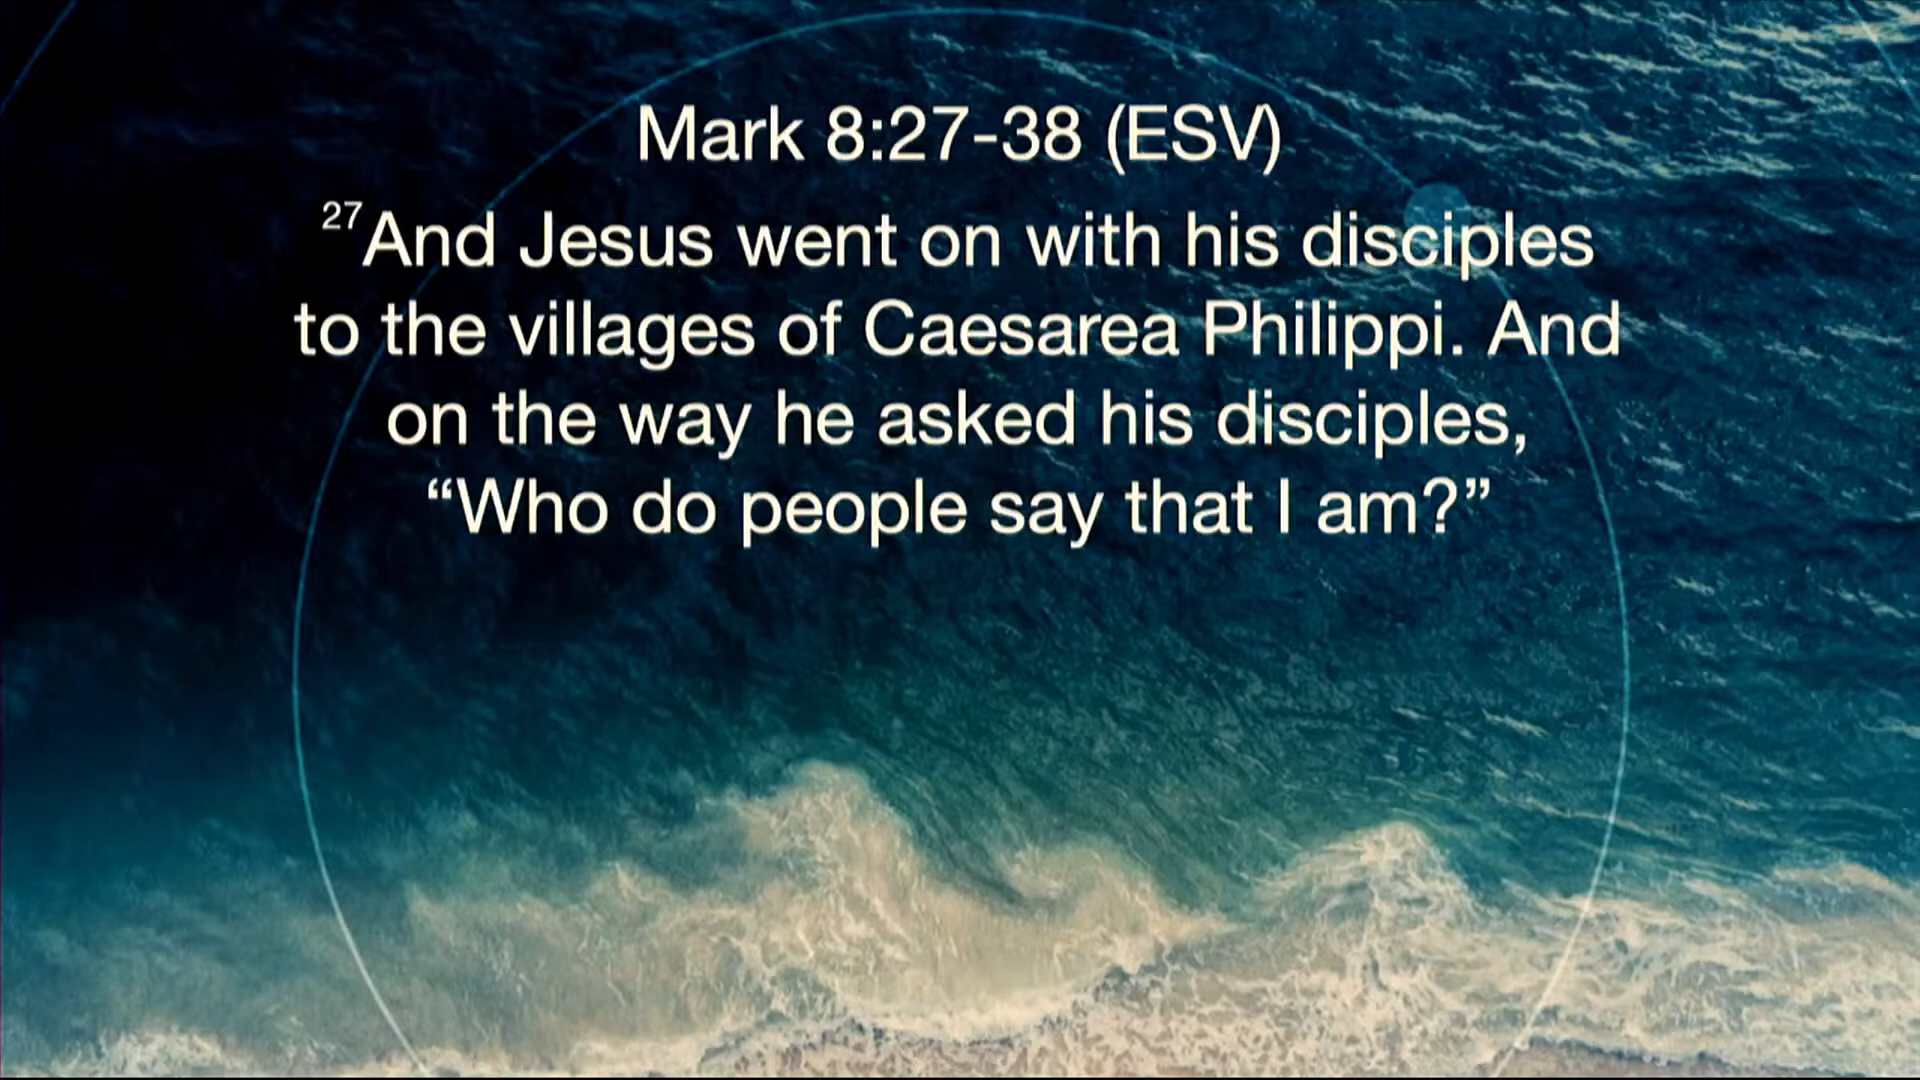 Mark 8:27-38 (ESV)
27And Jesus went on with his disciples
to the villages of Caesarea Philippi. And
on the way he asked his disciples,
“Who do people say that I am?”